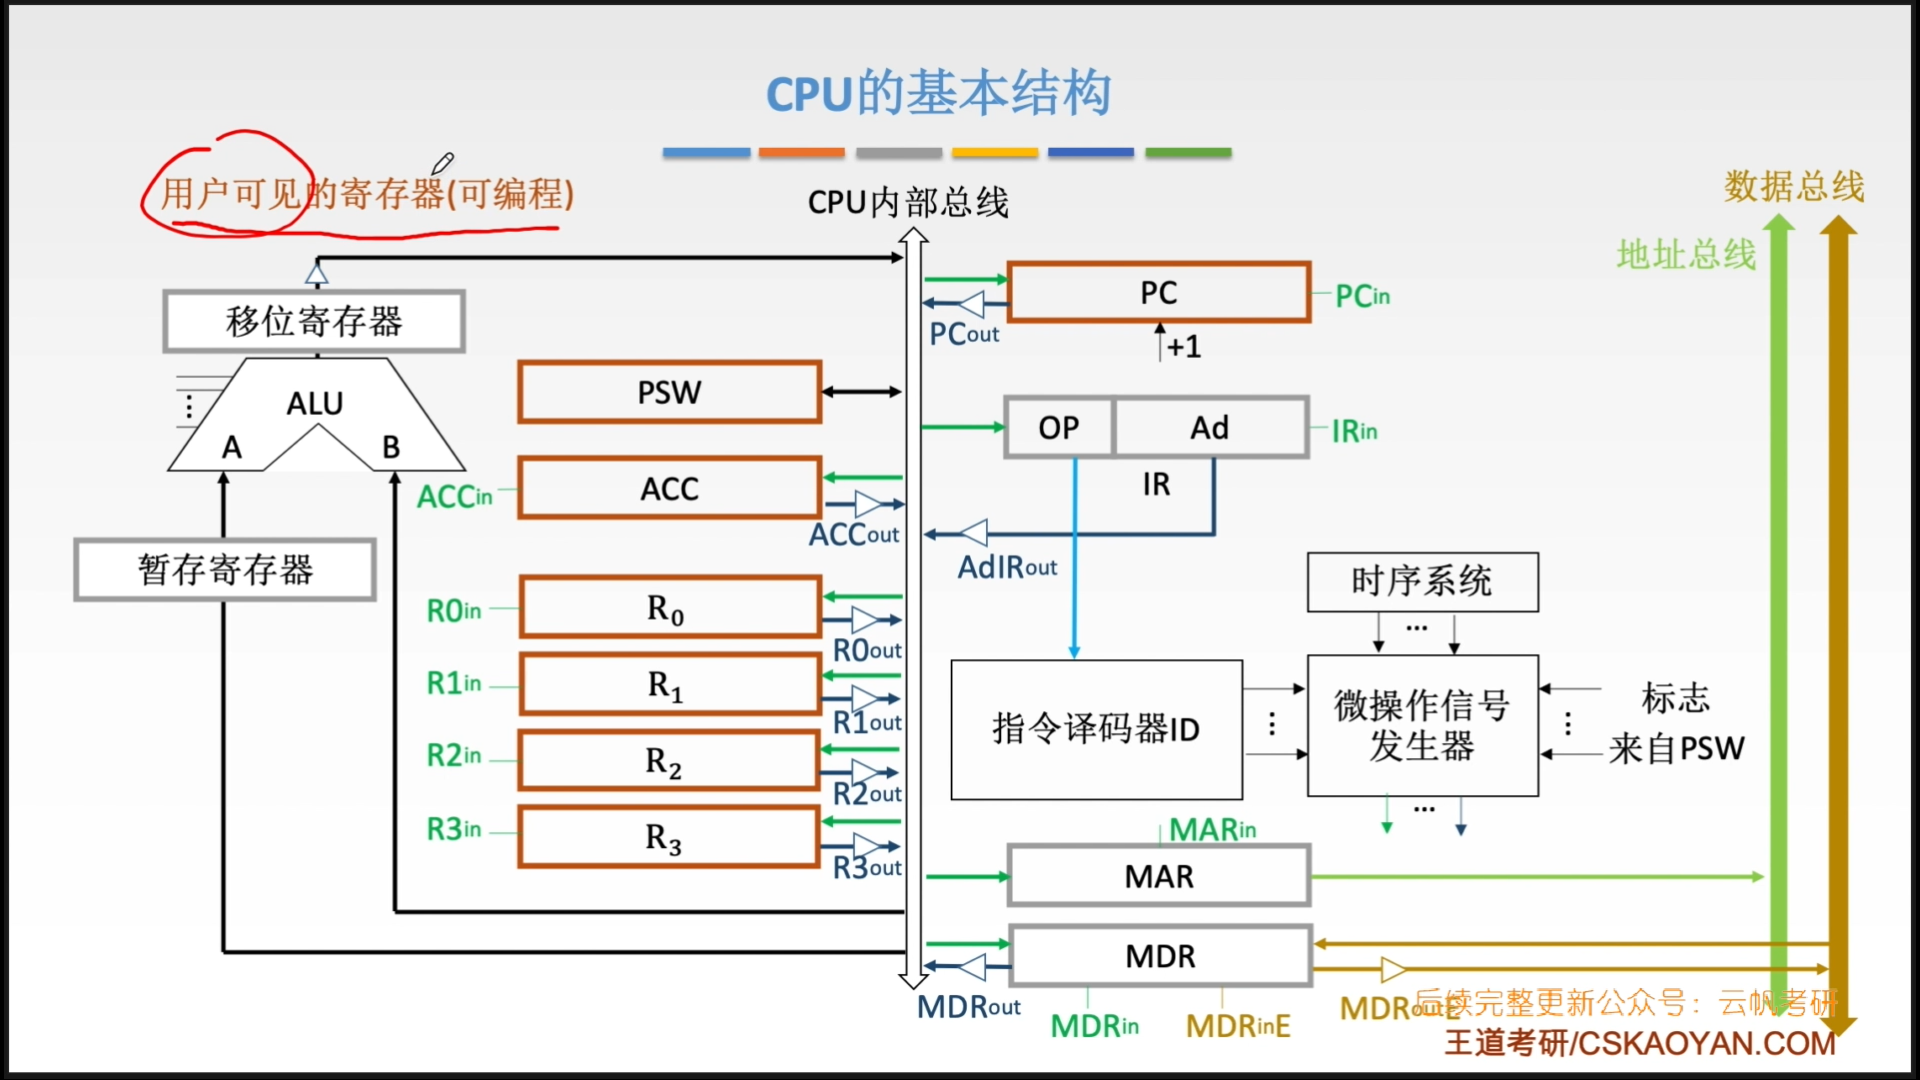 CPU的基本结构
用户可见的寄存器(可编程)
CPU内部总线
数据总线
地址总线
移位寄存器
ALU
A
B
暂存寄存器
PSW
ACC
ACCin
ACCout
R0
R0in
R0out
R1
R1in
R1out
R2
R2in
R2out
R3
R3in
R3out
PC
PCin
PCout
+1
OP
Ad
IRin
IR
AdIRout
时序系统
...
指令译码器ID
微操作信号
发生器
标志
来自PSW
...
MARin
MAR
MDR
MDRout
MDRin
MDRinE
MDRoutE
后续完整更新公众号：云帆考研
王道考研/CSKAOYAN.COM